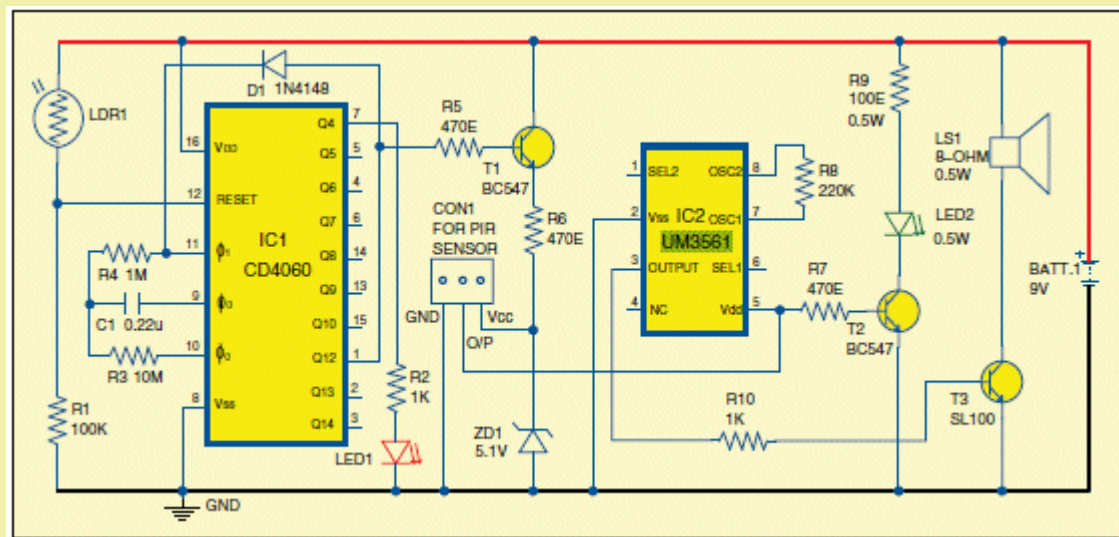 LDR1
D1 1N4148
16
VDD
12
RESET
11
ϕ1
R4 1M
9
ϕ0
C1 0.22u
10
ϕ0
R3 10M
R1
100K
8
Vss
GND
IC1
CD4060
Q4
7
Q5
5
Q6
4
Q7
6
Q8
14
Q9
13
Q10
15
Q12
1
Q13
2
Q14
3
R2
1K
LED1
R5
470E
T1
BC547
R6
470E
CON1
FOR PIR
SENSOR
GND
Vcc
O/P
ZD1
5.1V
1
SEL2
2
Vss
3
OUTPUT
4
NC
IC2
UM3561
OSC2
8
OSC1
7
SEL1
6
Vdd
5
R8
220K
R7
470E
T2
BC547
R9
100E
0.5W
LED2
0.5W
R10
1K
LS1
8-OHM
0.5W
T3
SL100
+
BATT.1
9V